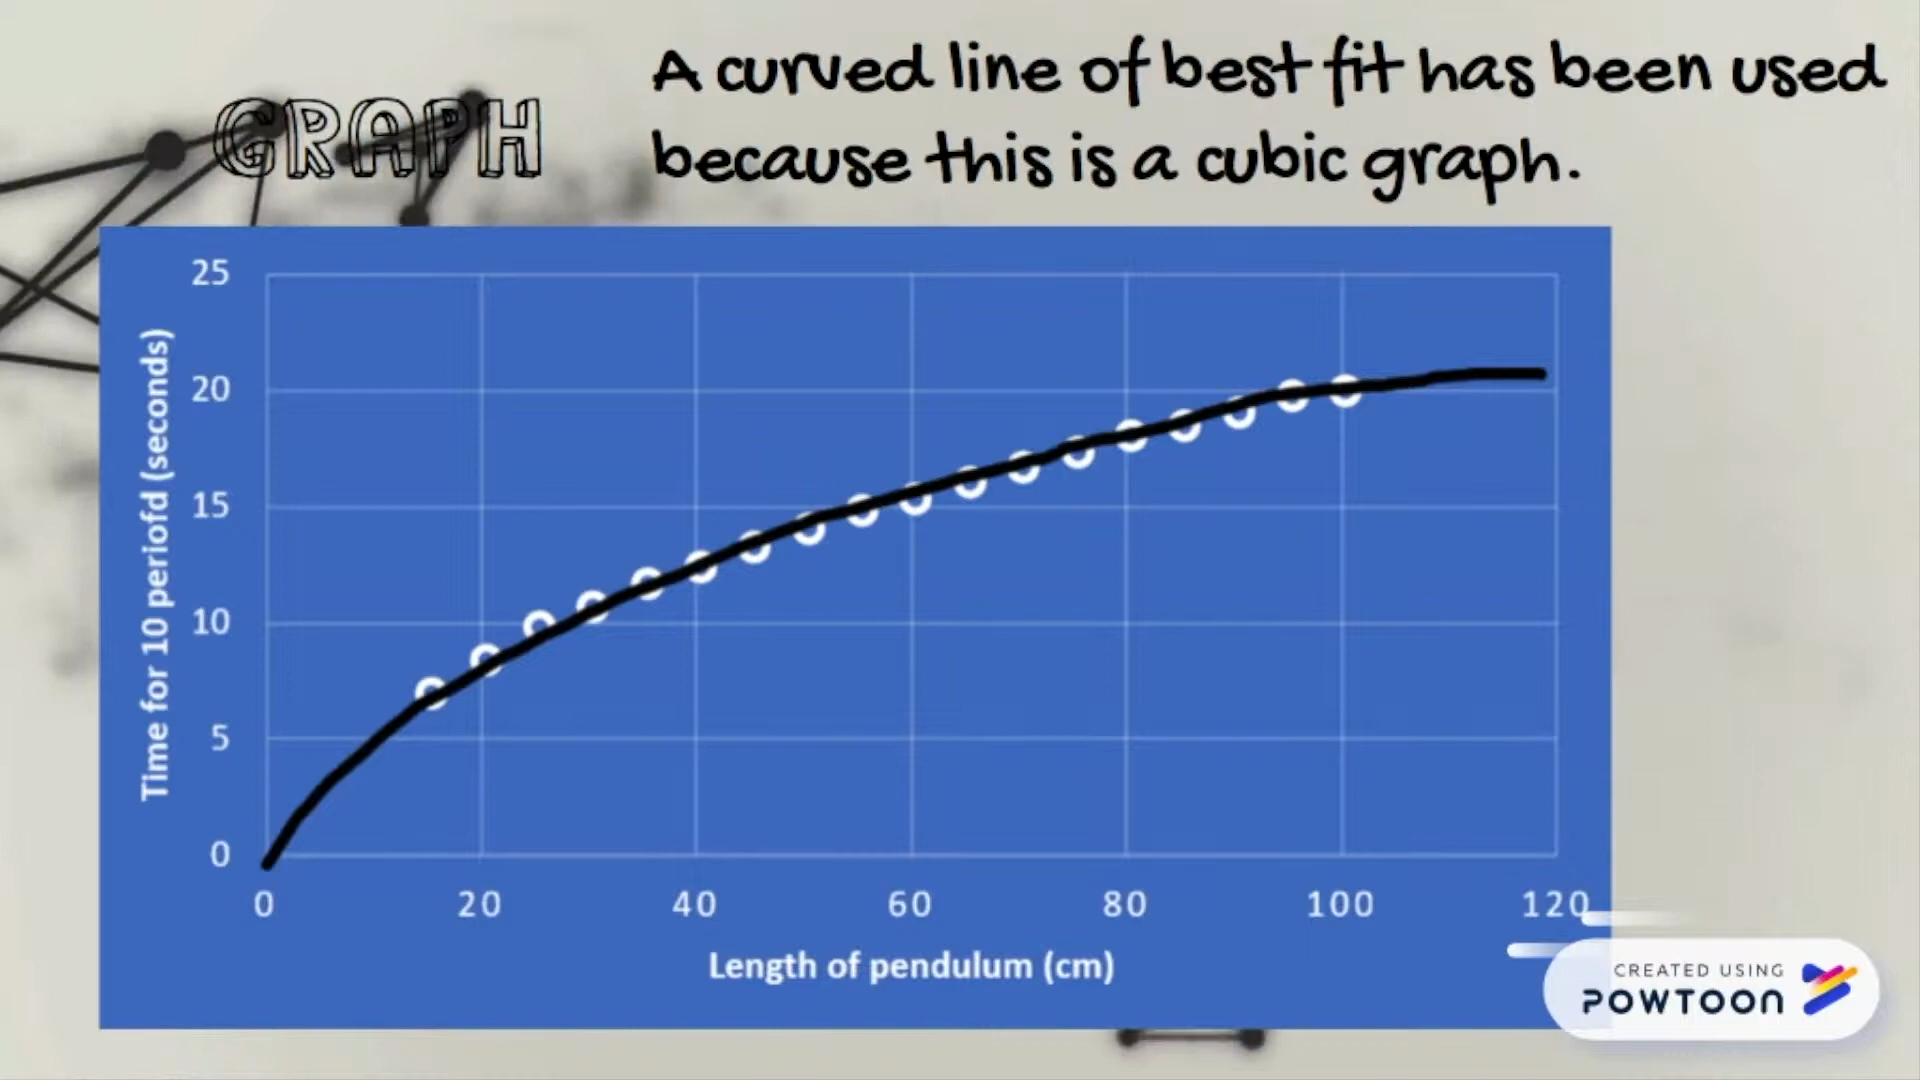 GRAPH
A curved line of best fit has been used
because this is a cubic graph.
25
20
15
10
5
0
Time for 10 periofd (seconds)
0 20 40 60 80 100 120
Length of pendulum (cm)
CREATED USING
POWTOON